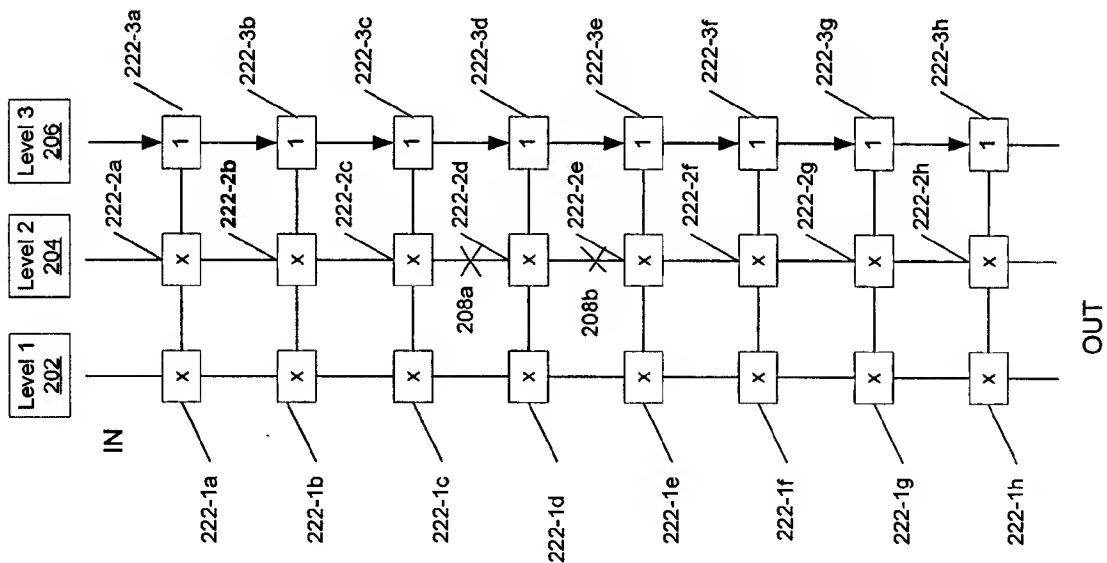 Level 1
202
Level 2
204
Level 3
206
IN
222-1a
X
222-2a
X
222-3a
1
222-1b
X
222-2b
X
222-3b
1
222-1c
X
222-2c
X
222-3c
1
208a
222-1d
X
222-2d
X
222-3d
1
208b
222-1e
X
222-2e
X
222-3e
1
222-1f
X
222-2f
X
222-3f
1
222-1g
X
222-2g
X
222-3g
1
222-1h
X
222-2h
X
222-3h
1
OUT